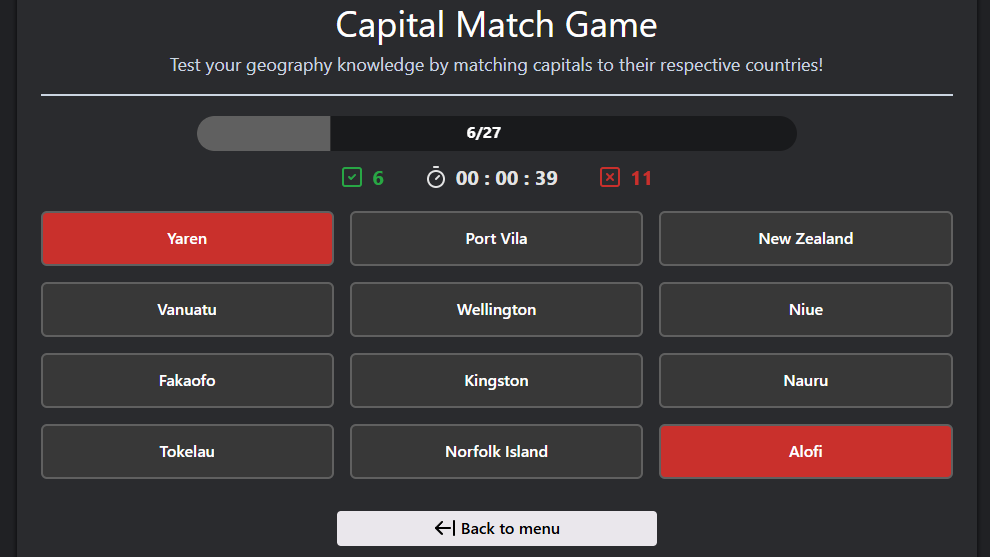 Capital Match Game
Test your geography knowledge by matching capitals to their respective countries!
6/27
6 00 : 00 : 39 11
Yaren Port Vila New Zealand
Vanuatu Wellington Niue
Fakaofo Kingston Nauru
Tokelau Norfolk Island Alofi
Back to menu